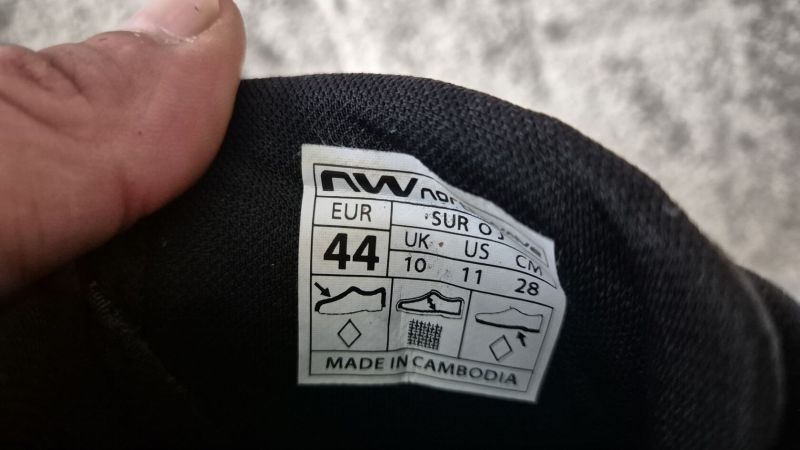 NW
EUR
SUR O
44
UK US CM
10 11 28
MADE IN CAMBODIA